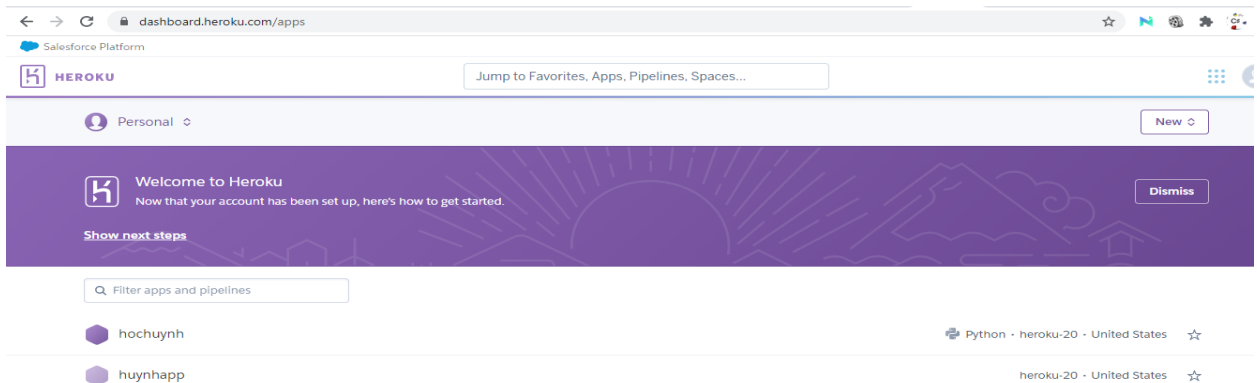 dashboard.heroku.com/apps
Salesforce Platform
HEROKU
Jump to Favorites, Apps, Pipelines, Spaces...
Personal
New
Welcome to Heroku
Now that your account has been set up, here's how to get started.
Dismiss
Show next steps
Filter apps and pipelines
hochuynh
Python · heroku-20 · United States
huynhapp
heroku-20 · United States